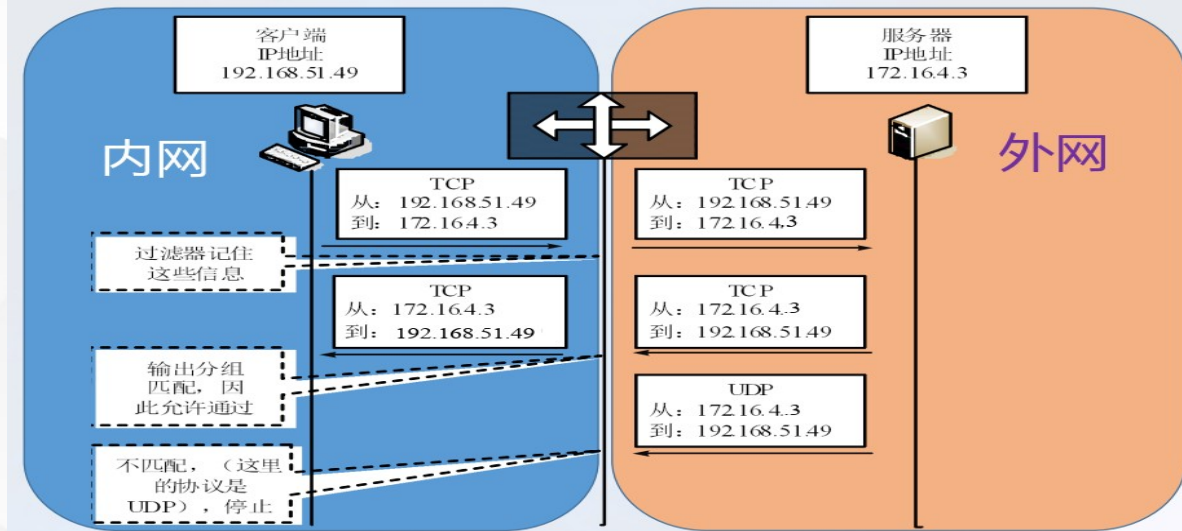 客户端
IP地址
192.168.51.49
服务器
IP地址
172.16.4.3
内网
外网
TCP
从：192.168.51.49
到：172.16.4.3
TCP
从：192.168.51.49
到：172.16.4,3
过滤器记住
这些信息
TCP
从：172.16.4.3
到：192.168.51.49
TCP
从：172.16.4..3
到：192.168.51.49
输出分组
匹配，因
此允许通过
UDP
从：172.16.4..3
到：192.168.51.49
不匹配，（这里
的协议是
UDP），停止